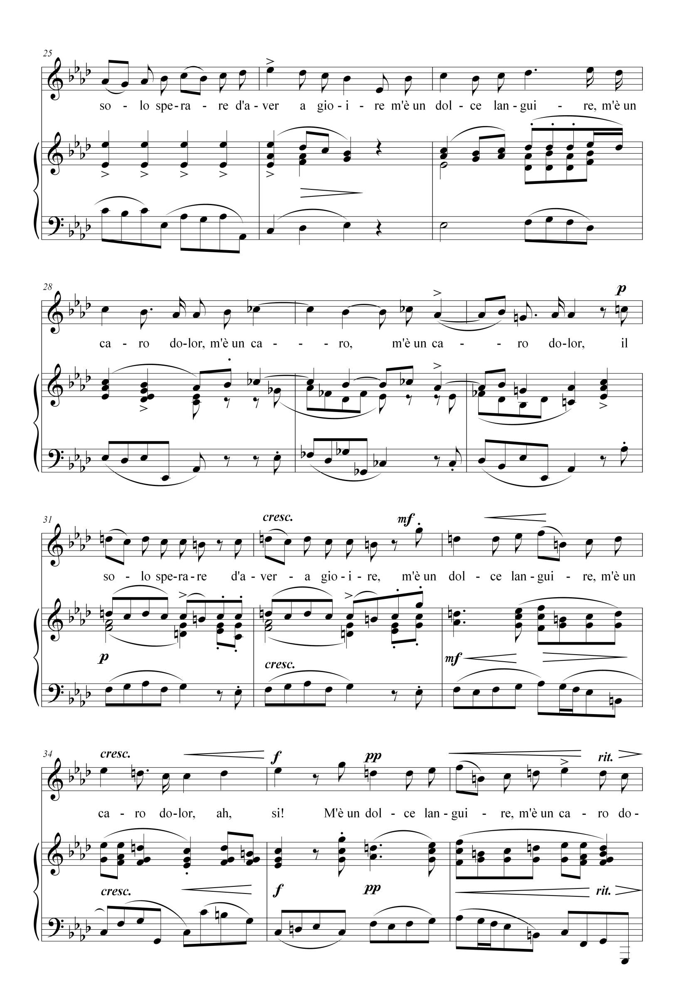 25
so - lo spe-ra - re d'a - ver a gio - i - re m'è un dol - ce lan - gui - re, m'è un
28
p
ca - ro do-lor, m'è un ca - - - ro, m'è un ca - - ro do-lor, il
31 cresc. mf
so - lo spe-ra-re d'a - ver - a gio - i - re, m'è un dol - ce lan - gui - re, m'è un
p cresc. mf
34 cresc. f pp rit.
ca - ro do-lor, ah, si! M'è un dol - ce lan - gui - re, m'è un ca - ro do -
cresc. f pp rit.